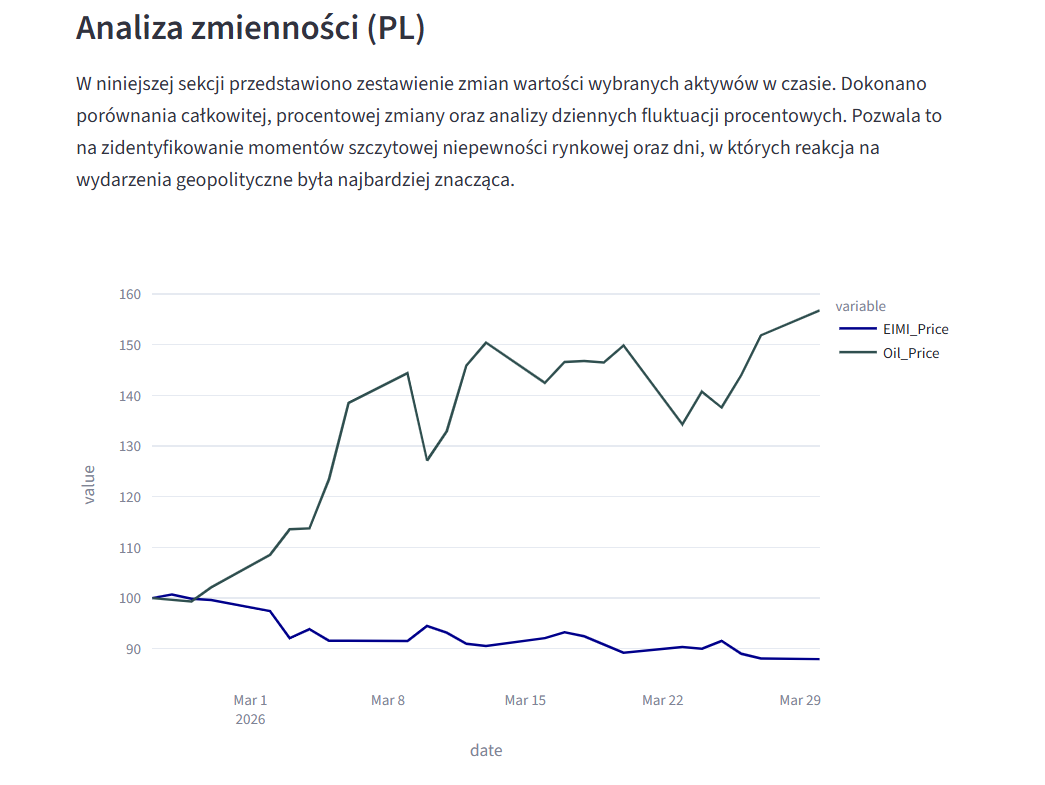 Analiza zmienności (PL)
W niniejszej sekcji przedstawiono zestawienie zmian wartości wybranych aktywów w czasie. Dokonano
porównania całkowitej, procentowej zmiany oraz analizy dziennych fluktuacji procentowych. Pozwala to
na zidentyfikowanie momentów szczytowej niepewności rynkowej oraz dni, w których reakcja na
wydarzenia geopolityczne była najbardziej znacząca.
160
150
140
130
120
110
100
90
value
variable
EIMI_Price
Oil_Price
Mar 1
2026
Mar 8
Mar 15
Mar 22
Mar 29
date